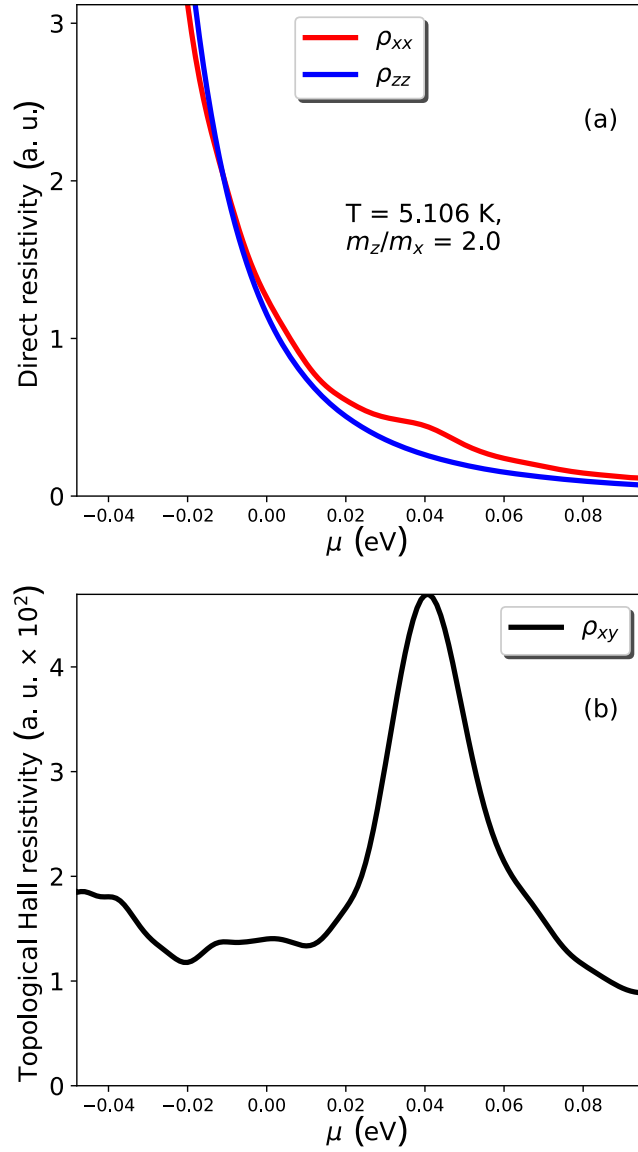 3
2
1
0
Direct resistivity (a. u.)
ρxx
ρzz
(a)
T = 5.106 K,
mz/mx = 2.0
−0.04 −0.02 0.00 0.02 0.04 0.06 0.08
μ (eV)
4
3
2
1
0
Topological Hall resistivity (a. u. × 10²)
ρxy
(b)
−0.04 −0.02 0.00 0.02 0.04 0.06 0.08
μ (eV)